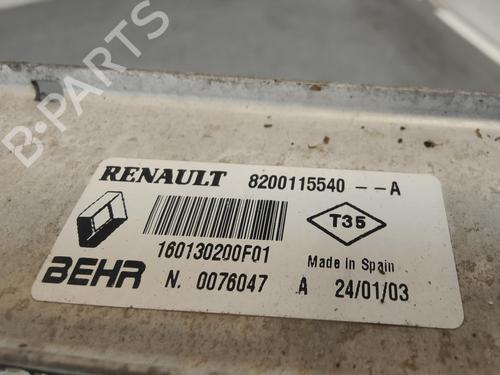 B-PARTS
RENAULT 8200115540 --A
160130200F01
T35
Made in Spain
BEHR N. 0076047 A 24/01/03